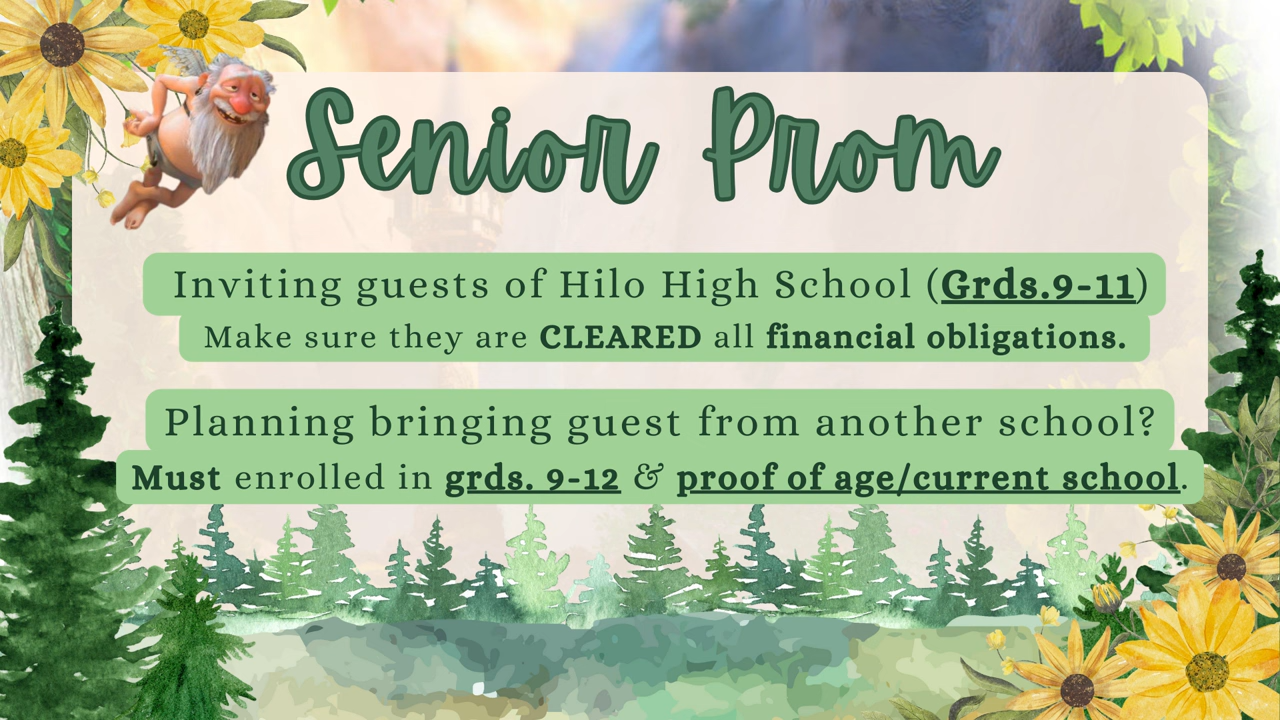 Senior Prom
Inviting guests of Hilo High School (Grds.9-11)
Make sure they are CLEARED all financial obligations.
Planning bringing guest from another school?
Must enrolled in grds. 9-12 & proof of age/current school.